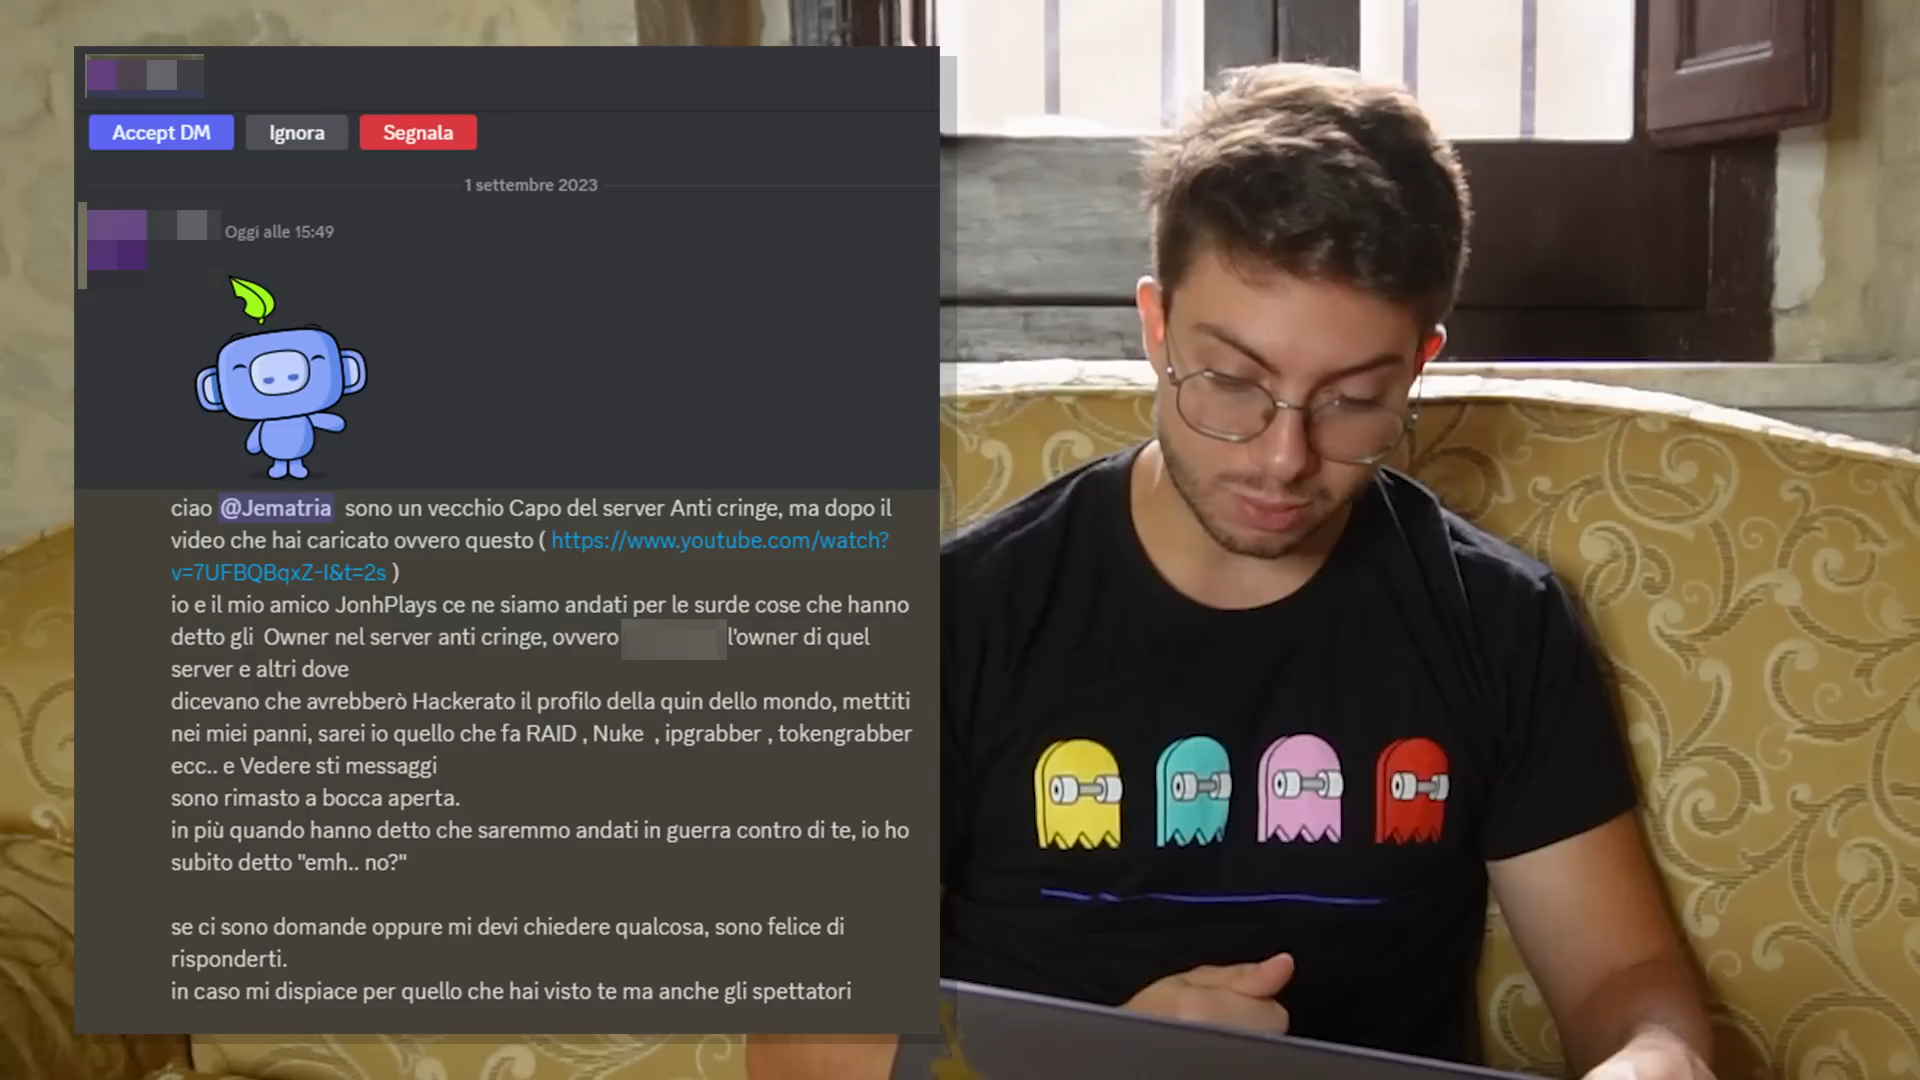 Accept DM Ignora Segnala
1 settembre 2023
Oggi alle 15:49
ciao @Jematria sono un vecchio Capo del server Anti cringe, ma dopo il
video che hai caricato ovvero questo ( https://www.youtube.com/watch?
v=7UFBQBqxZ-I&t=2s )
io e il mio amico JonhPlays ce ne siamo andati per le surde cose che hanno
detto gli Owner nel server anti cringe, ovvero l'owner di quel
server e altri dove
dicevano che avrebberò Hackerato il profilo della quin dello mondo, mettiti
nei miei panni, sarei io quello che fa RAID , Nuke , ipgrabber , tokengrabber
ecc.. e Vedere sti messaggi
sono rimasto a bocca aperta.
in più quando hanno detto che saremmo andati in guerra contro di te, io ho
subito detto "emh.. no?"
se ci sono domande oppure mi devi chiedere qualcosa, sono felice di
risponderti.
in caso mi dispiace per quello che hai visto te ma anche gli spettatori